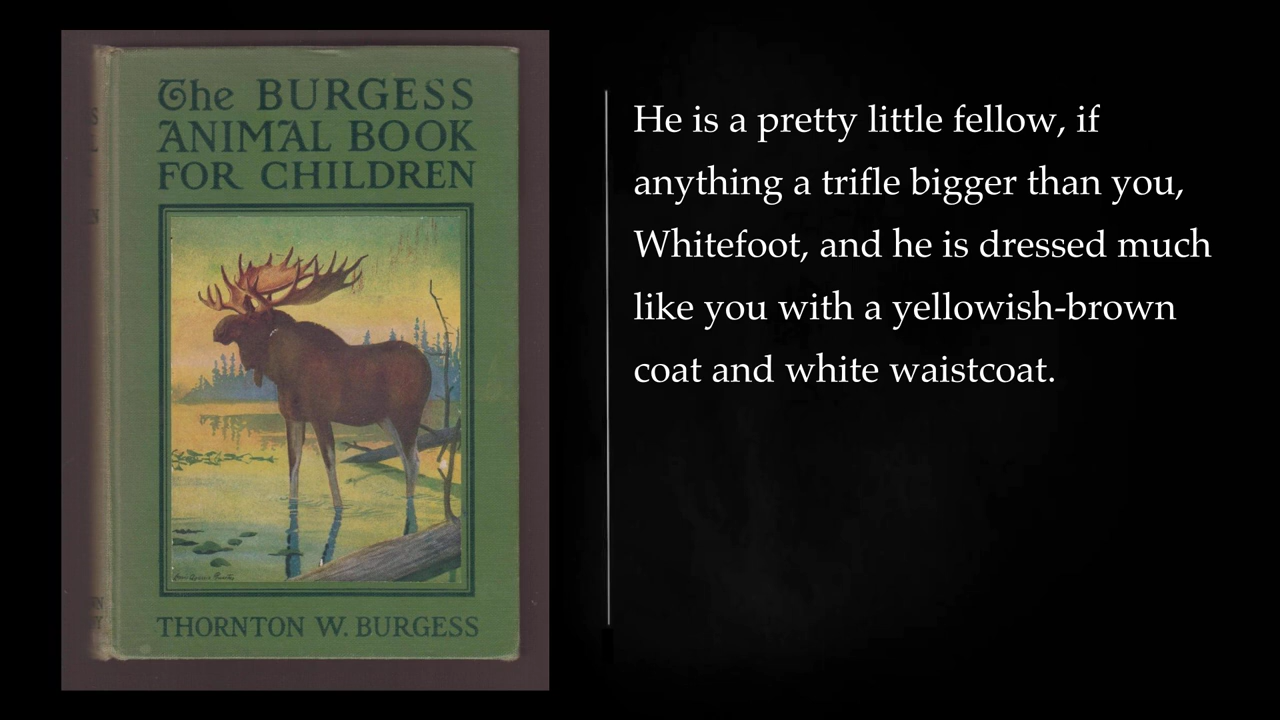 The BURGESS
ANIMAL BOOK
FOR CHILDREN
THORNTON W. BURGESS
He is a pretty little fellow, if
anything a trifle bigger than you,
Whitefoot, and he is dressed much
like you with a yellowish-brown
coat and white waistcoat.